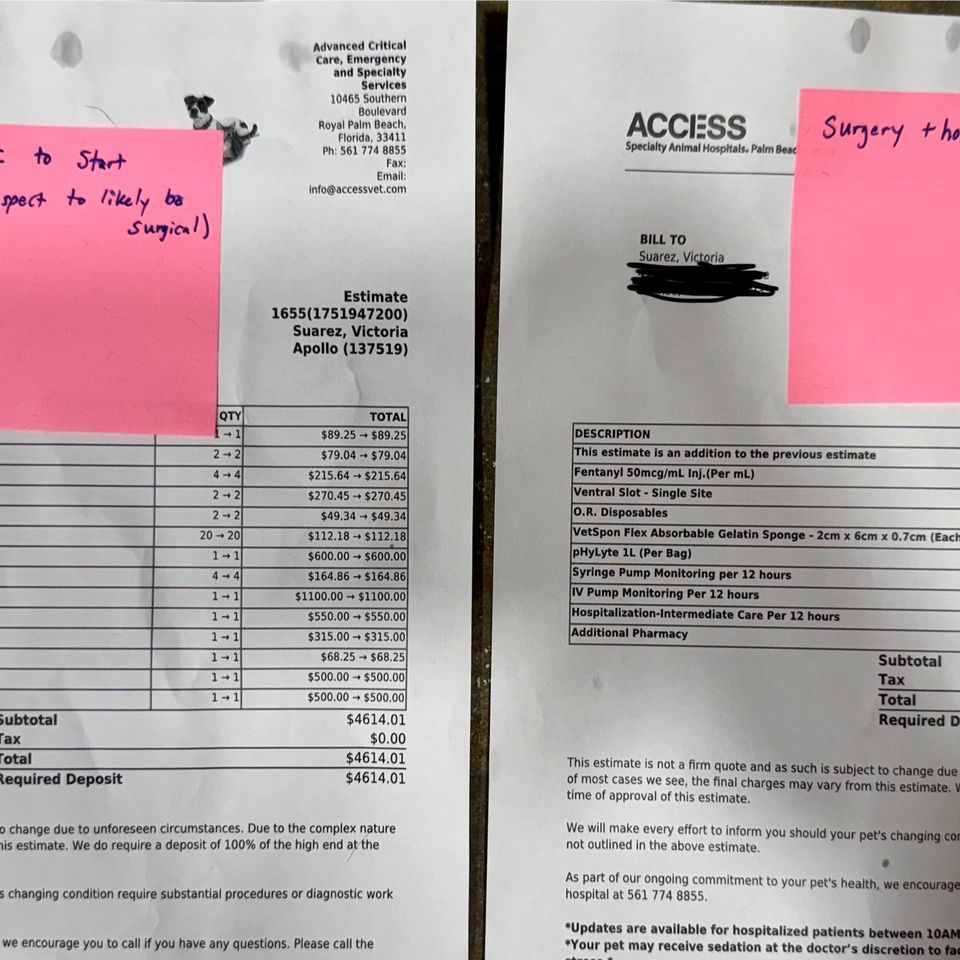 Advanced Critical
Care, Emergency
and Specialty
Services
10465 Southern
Boulevard
Royal Palm Beach,
Florida, 33411
Ph: 561 774 8855
Fax:
Email:
info@accessvet.com
to Start
to likely be
surgical)
Estimate
1655(1751947200)
Suarez, Victoria
Apollo (137519)
QTY TOTAL
1 → 1 $89.25 → $89.25
2 → 2 $79.04 → $79.04
4 → 4 $215.64 → $215.64
2 → 2 $270.45 → $270.45
2 → 2 $49.34 → $49.34
20 → 20 $112.18 → $112.18
1 → 1 $600.00 → $600.00
4 → 4 $164.86 → $164.86
1 → 1 $1100.00 → $1100.00
1 → 1 $550.00 → $550.00
1 → 1 $315.00 → $315.00
1 → 1 $68.25 → $68.25
1 → 1 $500.00 → $500.00
1 → 1 $500.00 → $500.00
Subtotal $4614.01
Tax $0.00
Total $4614.01
Required Deposit $4614.01
o change due to unforeseen circumstances. Due to the complex nature
his estimate. We do require a deposit of 100% of the high end at the
s changing condition require substantial procedures or diagnostic work
we encourage you to call if you have any questions. Please call the
ACCESS
Specialty Animal Hospitals. Palm Beac
Surgery + ho
BILL TO
Suarez, Victoria
DESCRIPTION
This estimate is an addition to the previous estimate
Fentanyl 50mcg/mL Inj.(Per mL)
Ventral Slot - Single Site
O.R. Disposables
VetSpon Flex Absorbable Gelatin Sponge - 2cm x 6cm x 0.7cm (Each
pHyLyte 1L (Per Bag)
Syringe Pump Monitoring per 12 hours
IV Pump Monitoring Per 12 hours
Hospitalization-Intermediate Care Per 12 hours
Additional Pharmacy
Subtotal
Tax
Total
Required D
This estimate is not a firm quote and as such is subject to change due
of most cases we see, the final charges may vary from this estimate. W
time of approval of this estimate.
We will make every effort to inform you should your pet's changing con
not outlined in the above estimate.
As part of our ongoing commitment to your pet's health, we encourage
hospital at 561 774 8855.
*Updates are available for hospitalized patients between 10AM
*Your pet may receive sedation at the doctor's discretion to fac